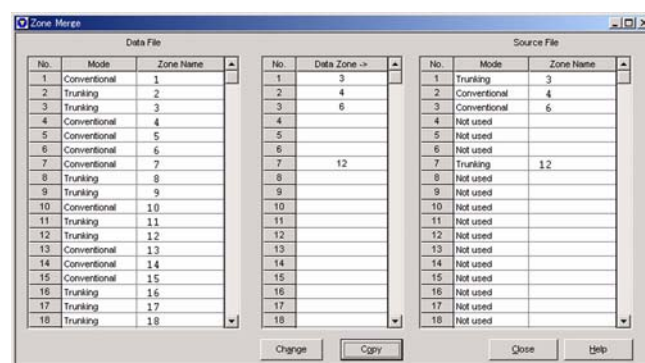 Zone Merge
Data File
Source File
No. Mode Zone Name No. Data Zone -> No. Mode Zone Name
1 Conventional 1 1 3 1 Trunking 3
2 Trunking 2 2 4 2 Conventional 4
3 Trunking 3 3 6 3 Conventional 6
4 Conventional 4 4 4 Not used
5 Conventional 5 5 5 Not used
6 Conventional 6 6 6 Not used
7 Conventional 7 7 12 7 Trunking 12
8 Trunking 8 8 8 Not used
9 Trunking 9 9 9 Not used
10 Conventional 10 10 10 Not used
11 Trunking 11 11 11 Not used
12 Trunking 12 12 12 Not used
13 Conventional 13 13 13 Not used
14 Conventional 14 14 14 Not used
15 Conventional 15 15 15 Not used
16 Trunking 16 16 16 Not used
17 Trunking 17 17 17 Not used
18 Trunking 18 18 18 Not used
Change Copy Close Help